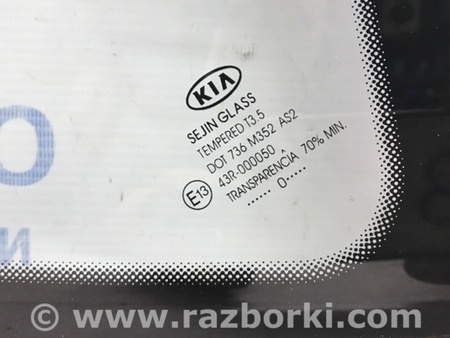 KIA
SEJIN GLASS
TEMPERED T3.5
DOT 736 M352 AS2
43R-000050
E13
TRANSPARENCIA 70% MIN.
...... 0......
© www.razborki.com